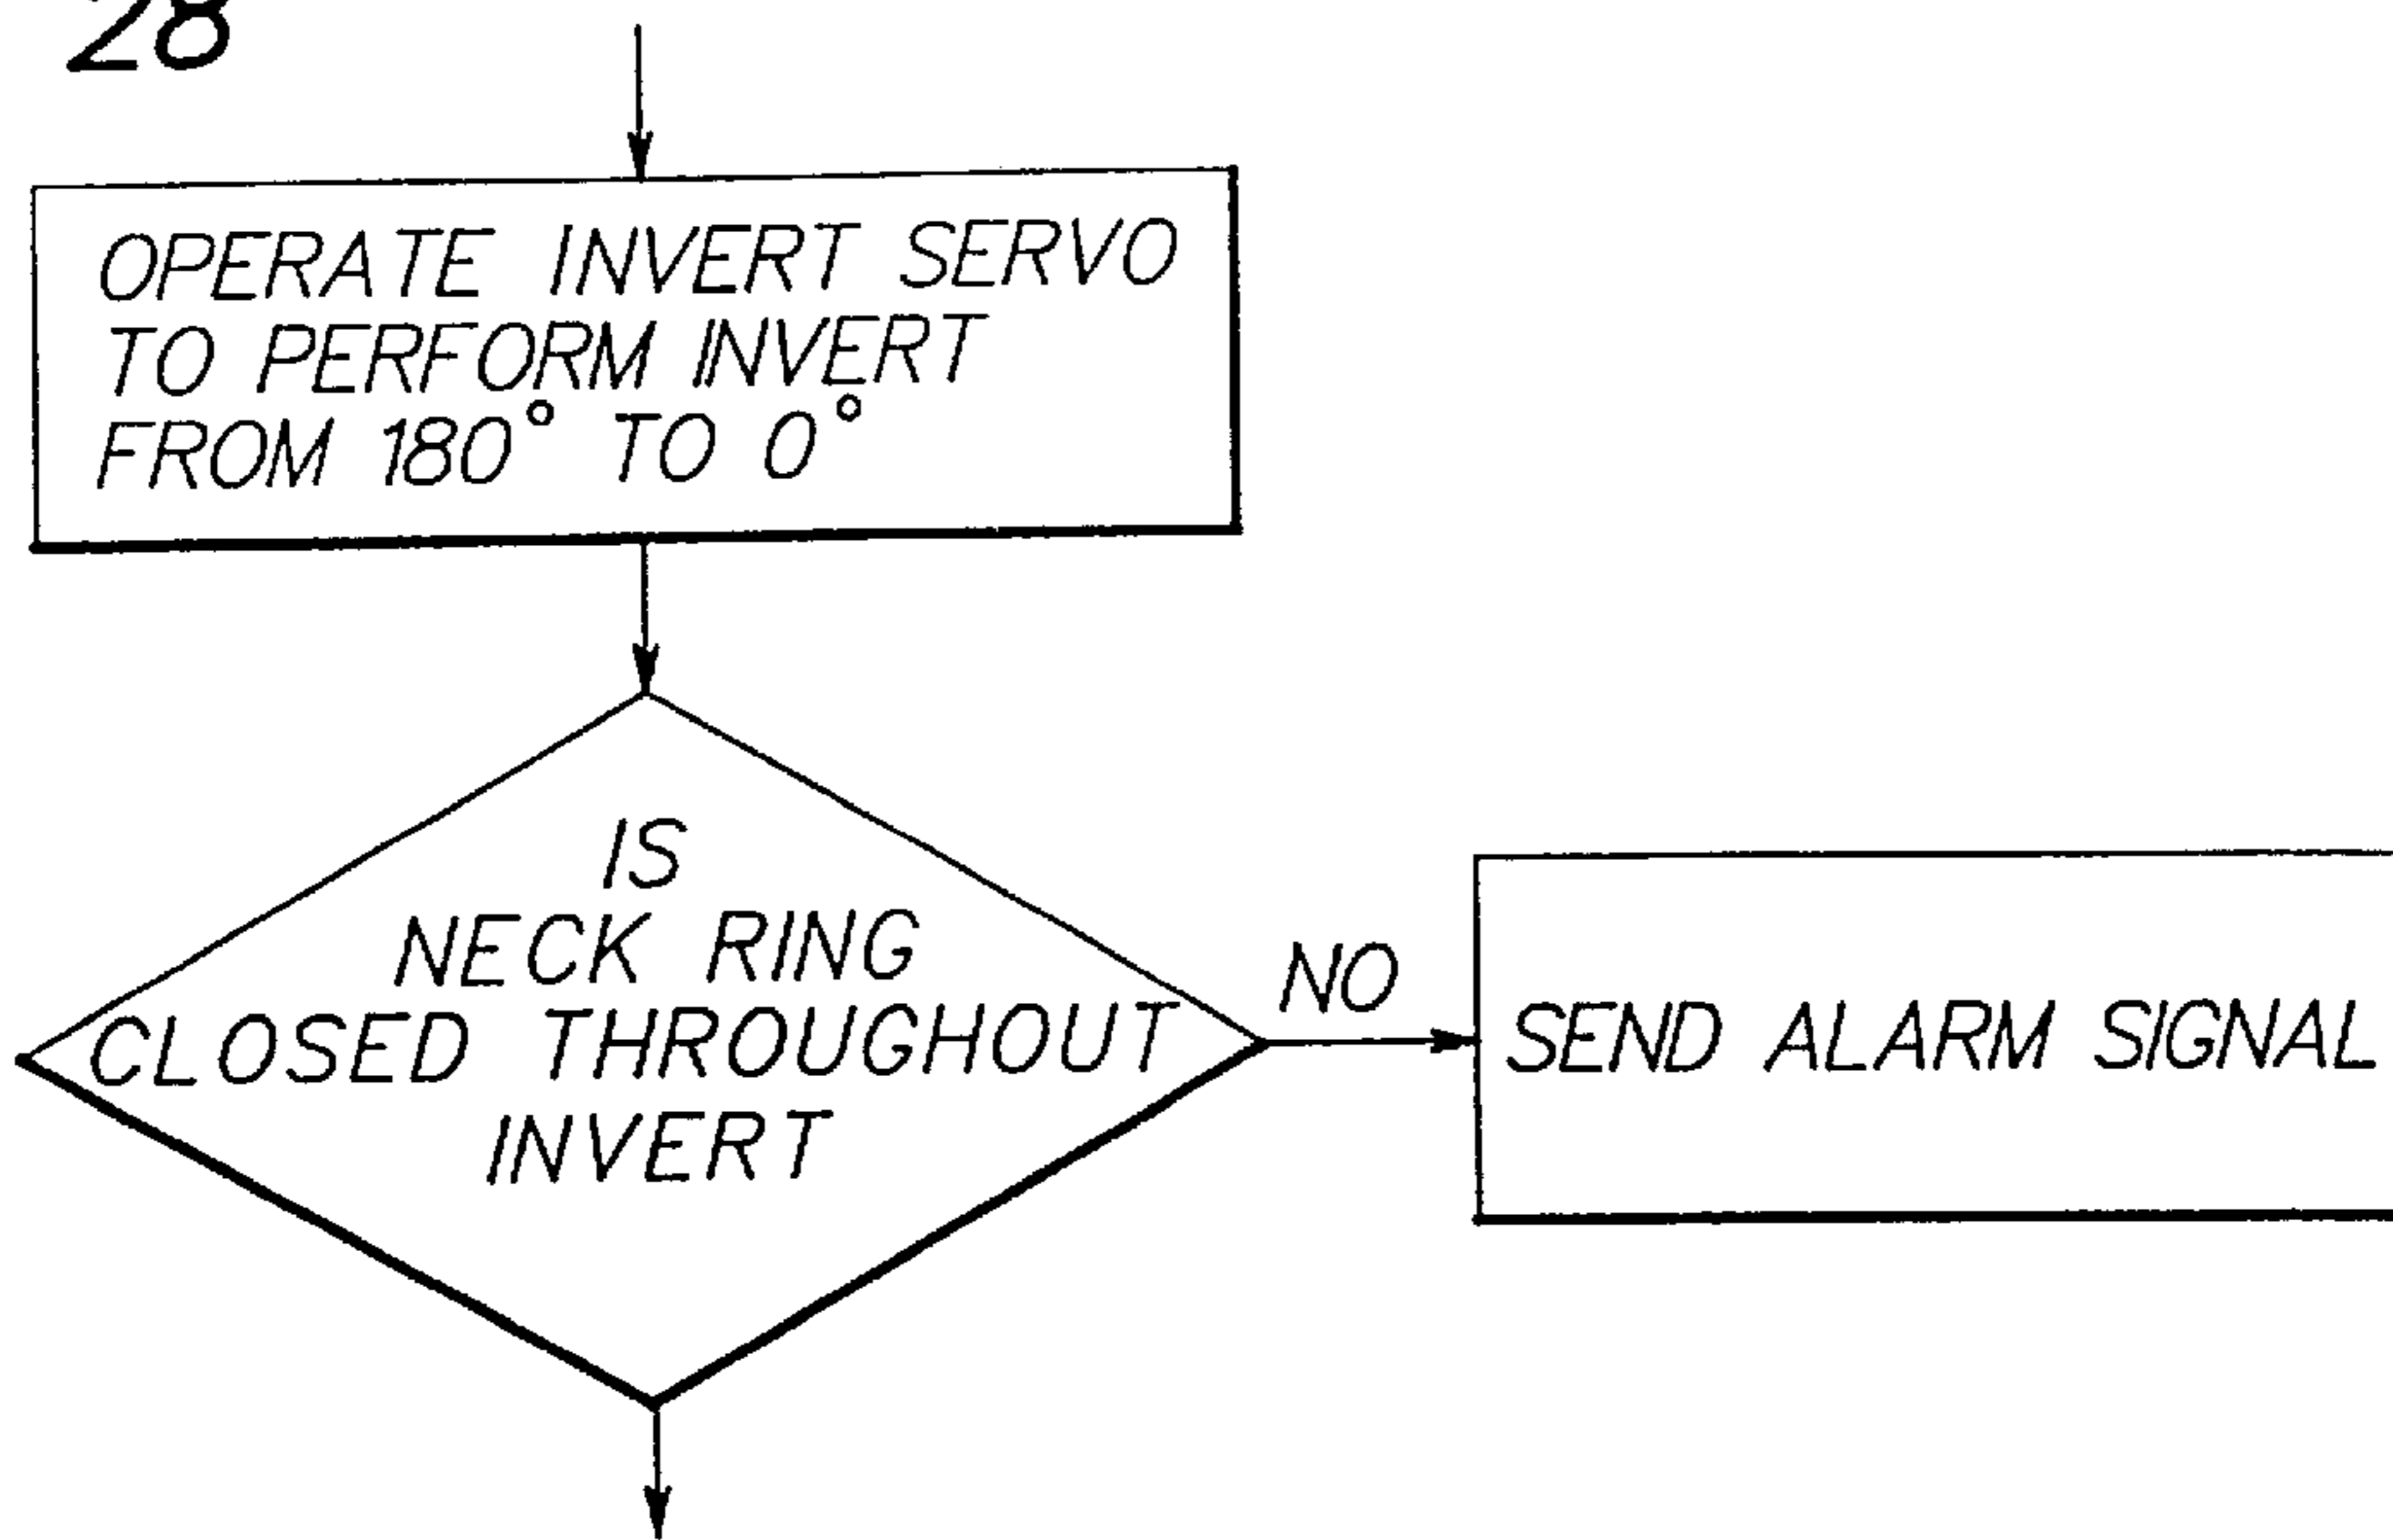 28
OPERATE INVERT SERVO
TO PERFORM INVERT
FROM 180° TO 0°
IS
NECK RING
CLOSED THROUGHOUT
INVERT
NO
SEND ALARM SIGNAL